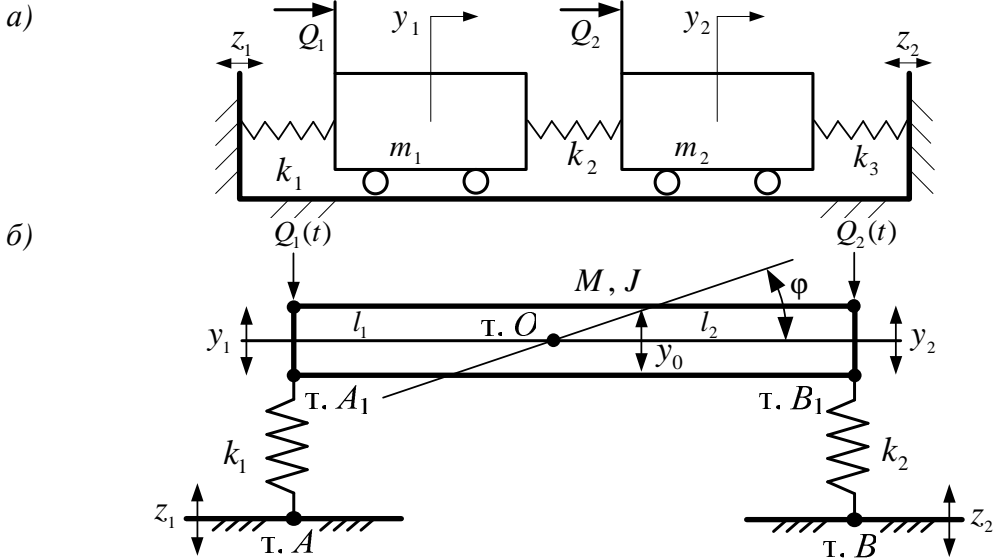 а)
Q₁
y₁
Q₂
y₂
z₁
z₂
m₁
m₂
k₁
k₂
k₃
б)
Q₁(t)
Q₂(t)
M, J
φ
l₁
т. O
l₂
y₁
y₀
y₂
т. A₁
т. B₁
k₁
k₂
z₁
z₂
т. A
т. B